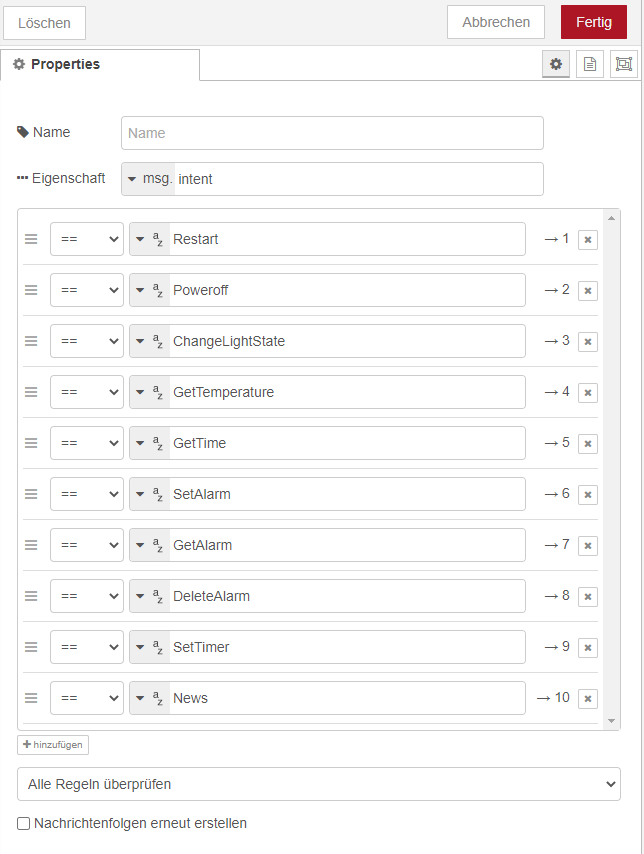 Löschen Abbrechen Fertig
Properties
Name Name
Eigenschaft msg. intent
== az Restart → 1
== az Poweroff → 2
== az ChangeLightState → 3
== az GetTemperature → 4
== az GetTime → 5
== az SetAlarm → 6
== az GetAlarm → 7
== az DeleteAlarm → 8
== az SetTimer → 9
== az News → 10
+ hinzufügen
Alle Regeln überprüfen
Nachrichtenfolgen erneut erstellen